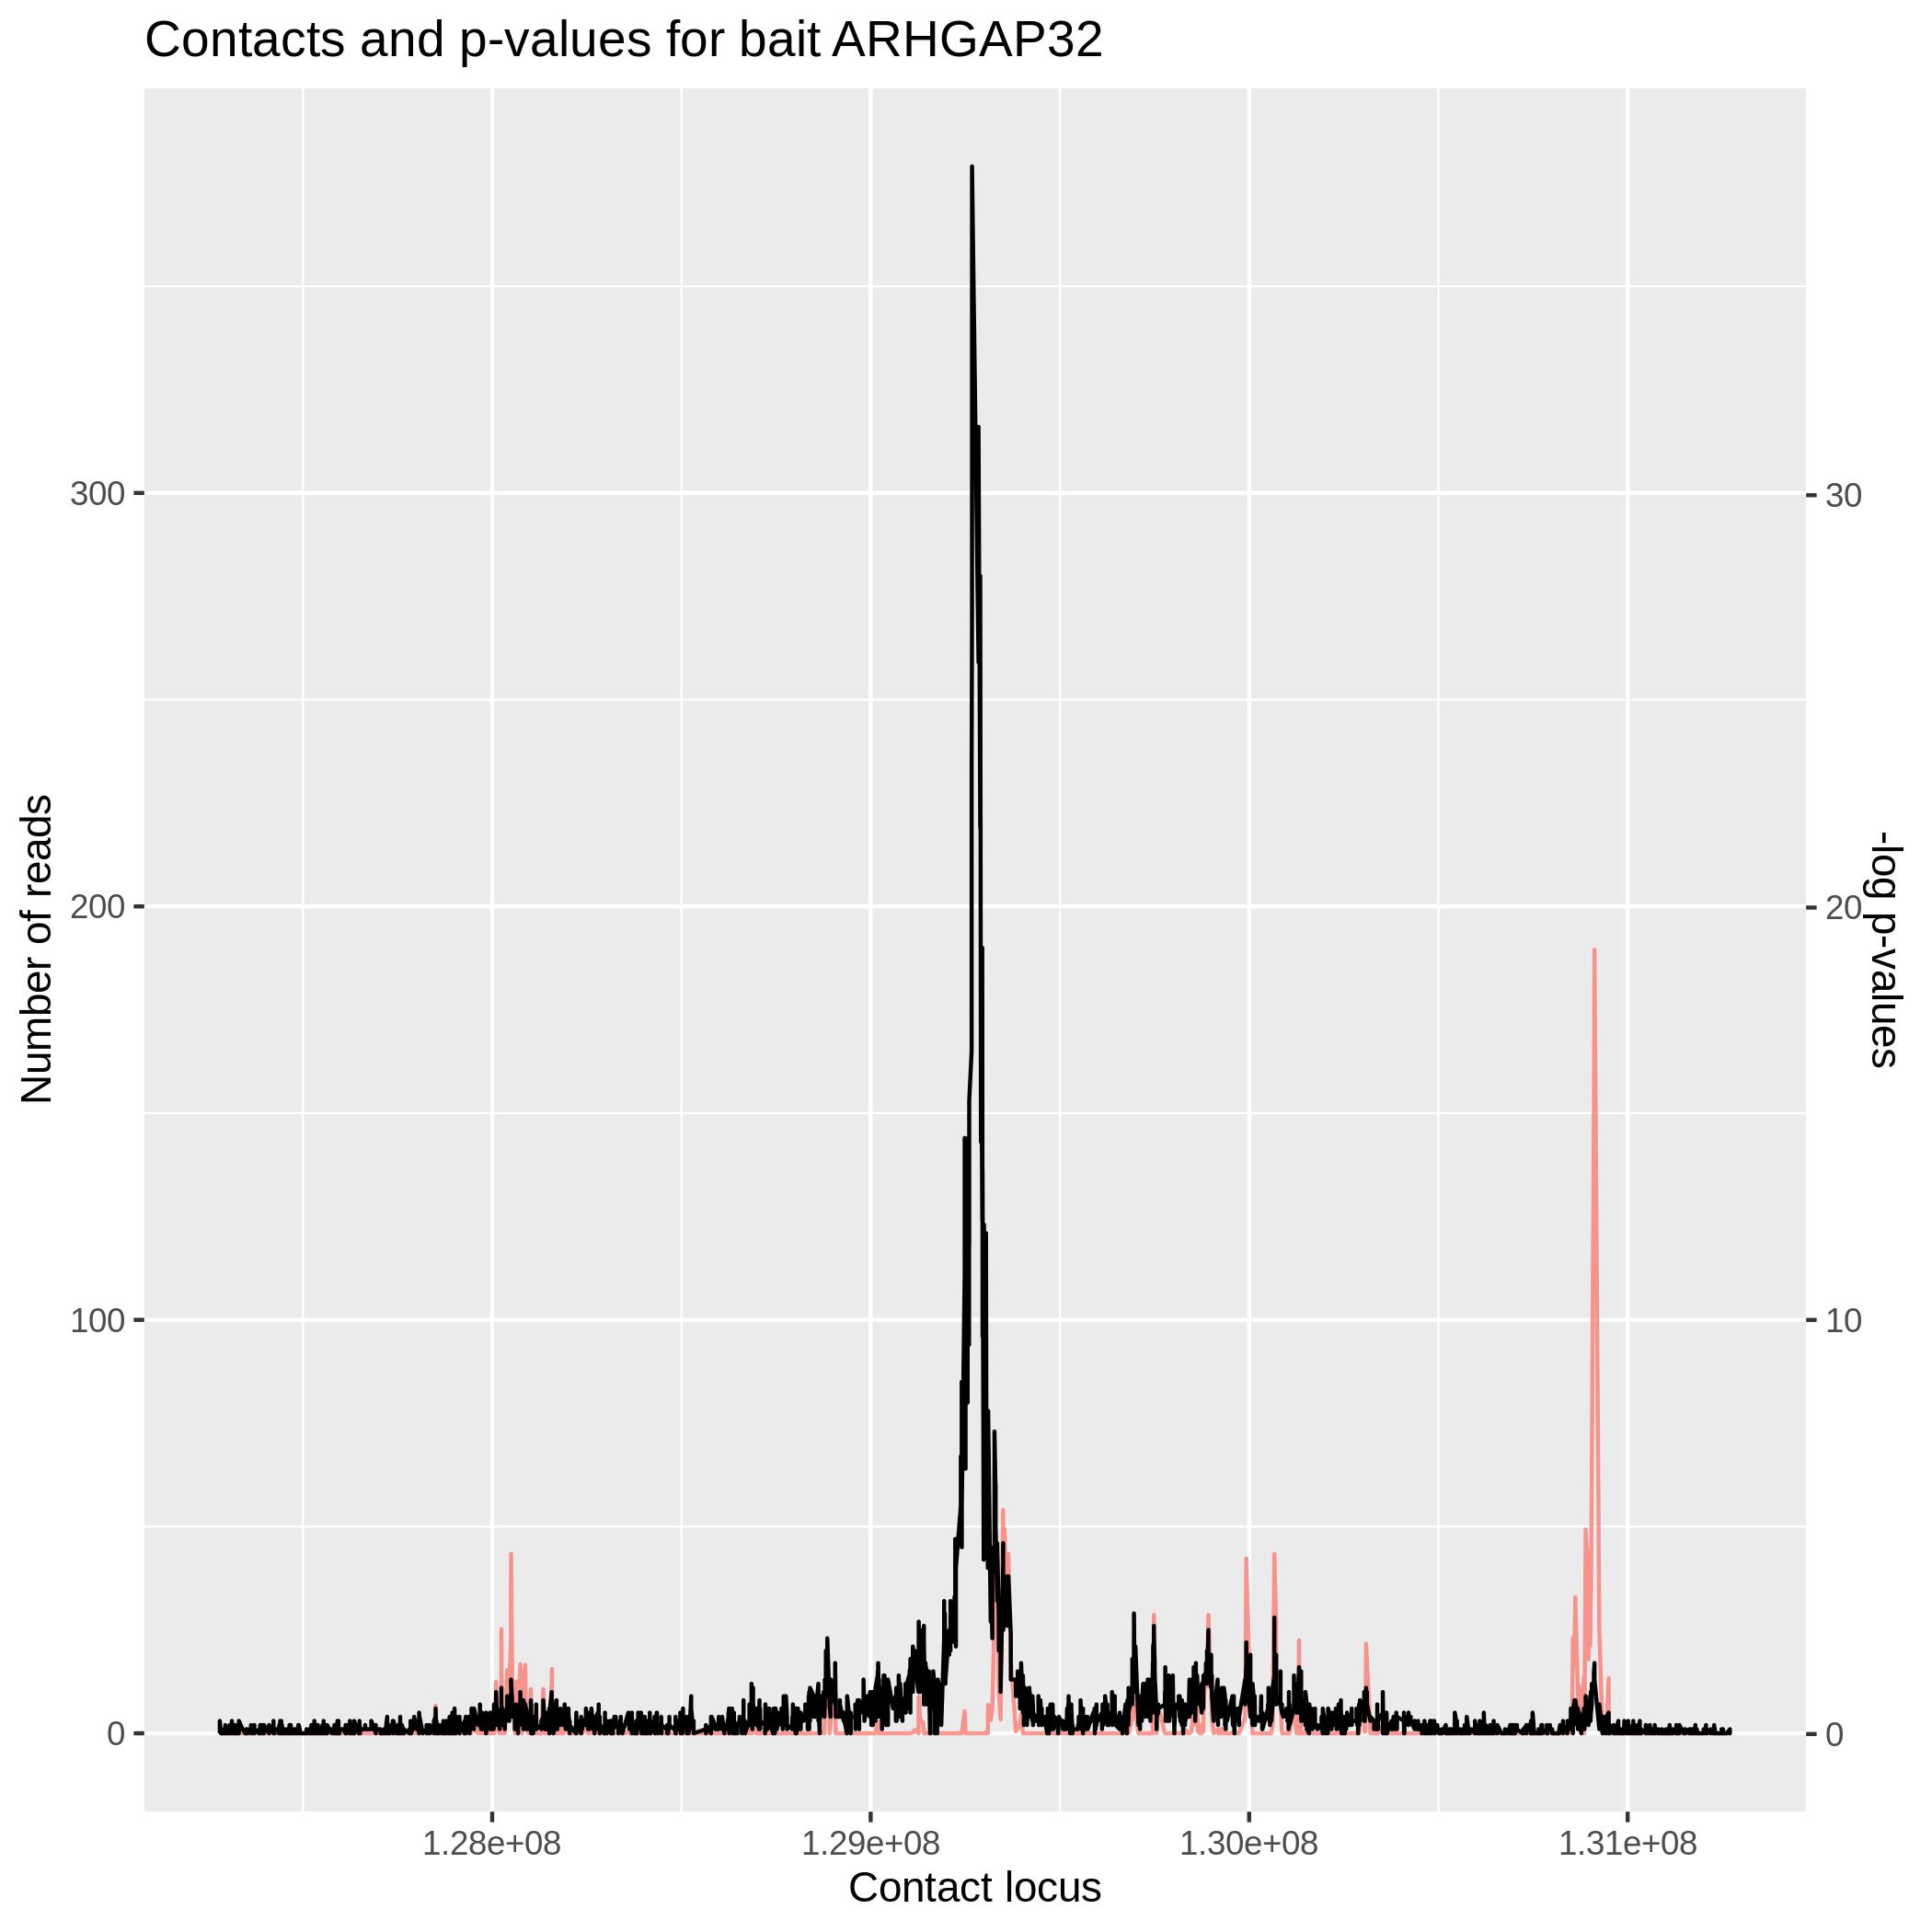 Contacts and p-values for bait ARHGAP32
Number of reads
300
200
100
0
30
20
10
0
-log p-values
1.28e+08
1.29e+08
1.30e+08
1.31e+08
Contact locus